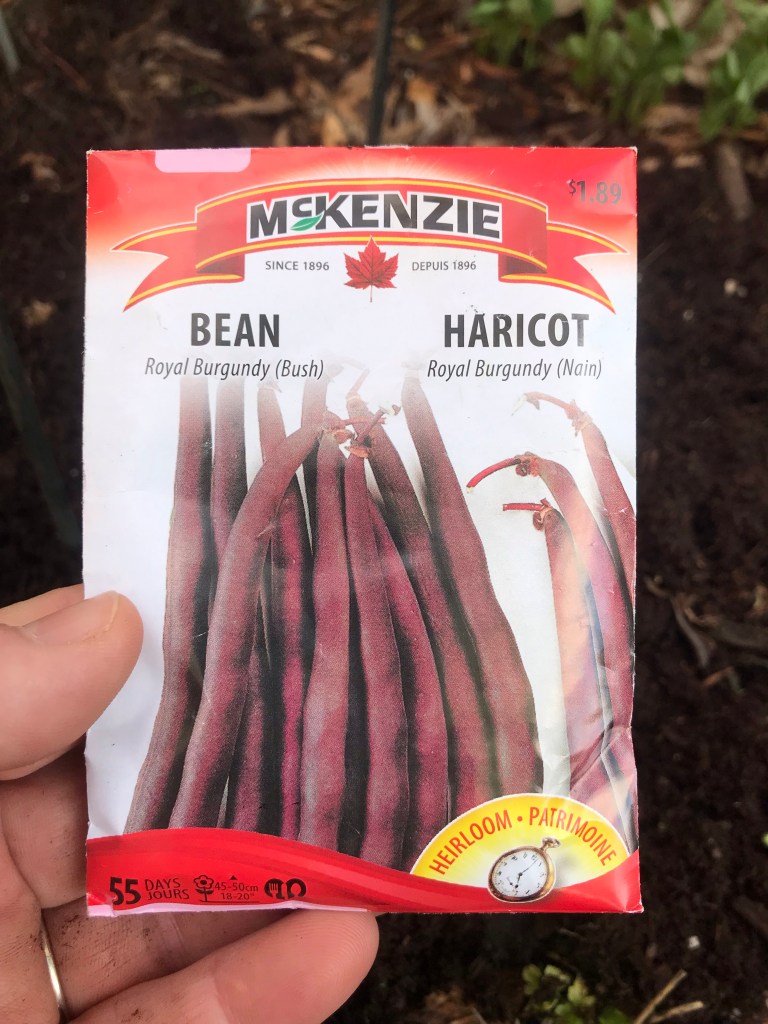 $1.89
McKENZIE
SINCE 1896 DEPUIS 1896
BEAN HARICOT
Royal Burgundy (Bush) Royal Burgundy (Nain)
HEIRLOOM • PATRIMOINE
55 DAYS JOURS
45-50cm
18-20"